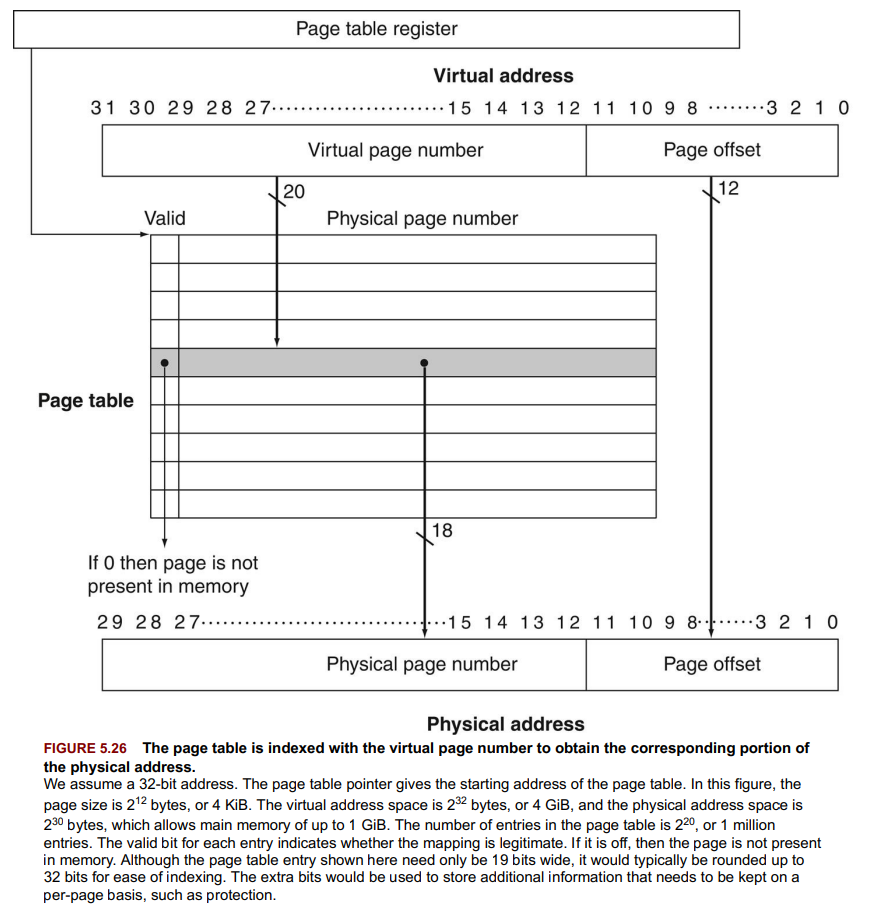 Page table register
Virtual address
31 30 29 28 27........................15 14 13 12 11 10 9 8 ........3 2 1 0
Virtual page number Page offset
20 12
Valid Physical page number
Page table
18
If 0 then page is not
present in memory
29 28 27..................................15 14 13 12 11 10 9 8........3 2 1 0
Physical page number Page offset
Physical address
FIGURE 5.26 The page table is indexed with the virtual page number to obtain the corresponding portion of
the physical address.
We assume a 32-bit address. The page table pointer gives the starting address of the page table. In this figure, the
page size is 2¹² bytes, or 4 KiB. The virtual address space is 2³² bytes, or 4 GiB, and the physical address space is
2³⁰ bytes, which allows main memory of up to 1 GiB. The number of entries in the page table is 2²⁰, or 1 million
entries. The valid bit for each entry indicates whether the mapping is legitimate. If it is off, then the page is not present
in memory. Although the page table entry shown here need only be 19 bits wide, it would typically be rounded up to
32 bits for ease of indexing. The extra bits would be used to store additional information that needs to be kept on a
per-page basis, such as protection.